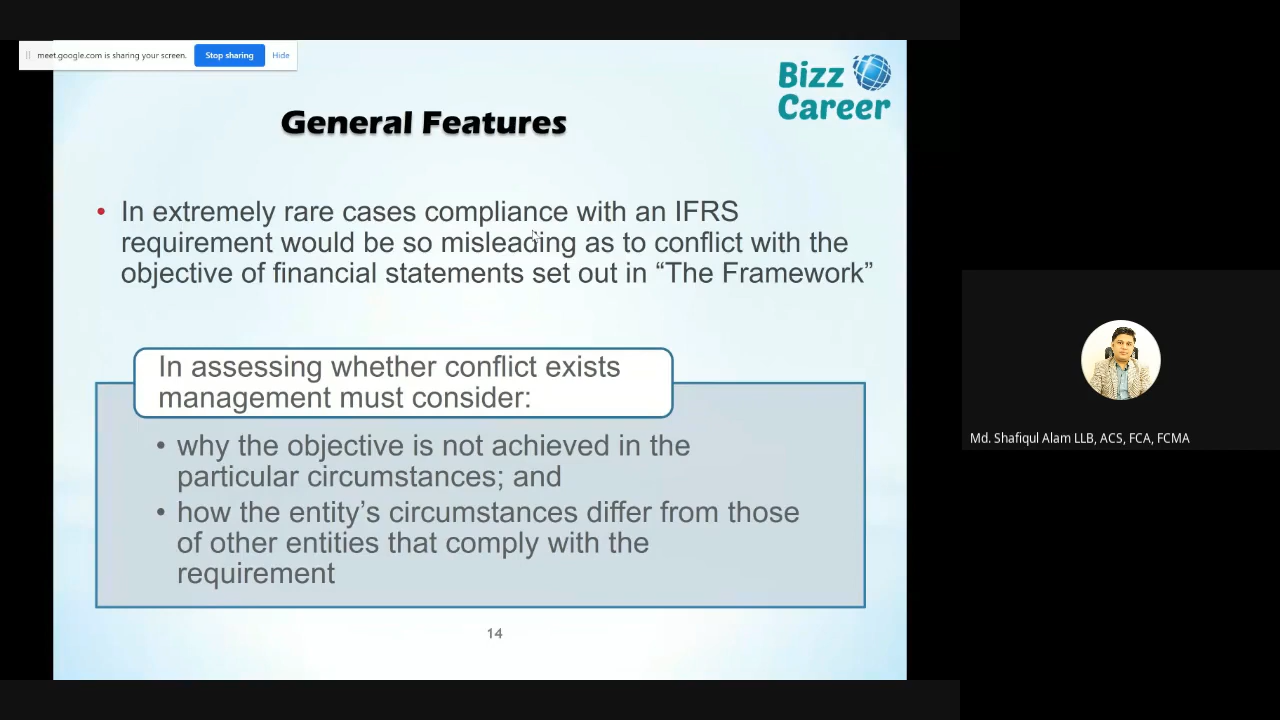 meet.google.com is sharing your screen. Stop sharing Hide
Bizz
Career
General Features
• In extremely rare cases compliance with an IFRS
requirement would be so misleading as to conflict with the
objective of financial statements set out in “The Framework”
In assessing whether conflict exists
management must consider:
• why the objective is not achieved in the
particular circumstances; and
• how the entity’s circumstances differ from those
of other entities that comply with the
requirement
14
Md. Shafiqul Alam LLB, ACS, FCA, FCMA